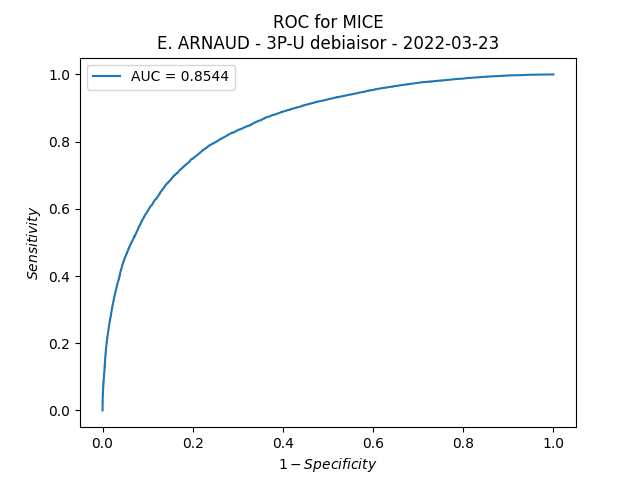 ROC for MICE
E. ARNAUD - 3P-U debiaisor - 2022-03-23
AUC = 0.8544
1.0
0.8
0.6
0.4
0.2
0.0
Sensitivity
0.0 0.2 0.4 0.6 0.8 1.0
1 − Specificity